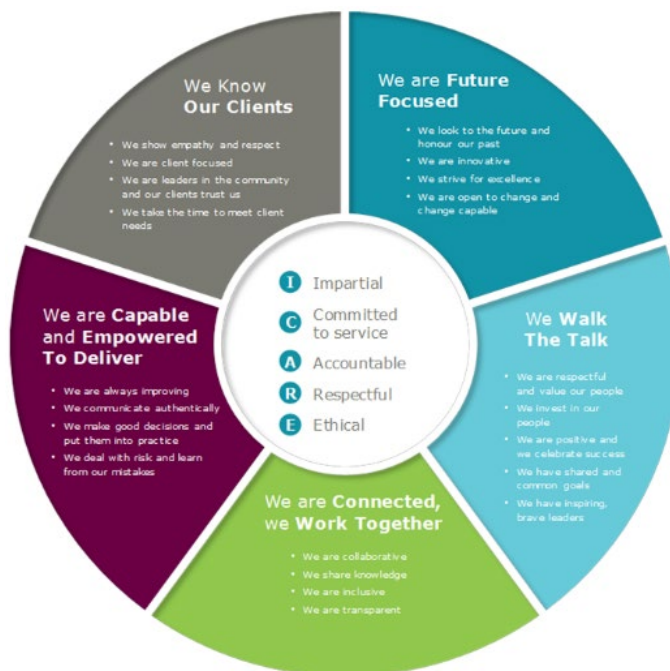 We Know
Our Clients
• We show empathy and respect
• We are client focused
• We are leaders in the community
and our clients trust us
• We take the time to meet client
needs
We are Future
Focused
• We look to the future and
honour our past
• We are innovative
• We strive for excellence
• We are open to change and
change capable
We are Capable
and Empowered
To Deliver
• We are always improving
• We communicate authentically
• We make good decisions and
put them into practice
• We deal with risk and learn
from our mistakes
I Impartial
C Committed
to service
A Accountable
R Respectful
E Ethical
We Walk
The Talk
• We are respectful
and value our people
• We invest in our
people
• We are positive and
we celebrate success
• We have shared and
common goals
• We have inspiring,
brave leaders
We are Connected,
we Work Together
• We are collaborative
• We share knowledge
• We are inclusive
• We are transparent